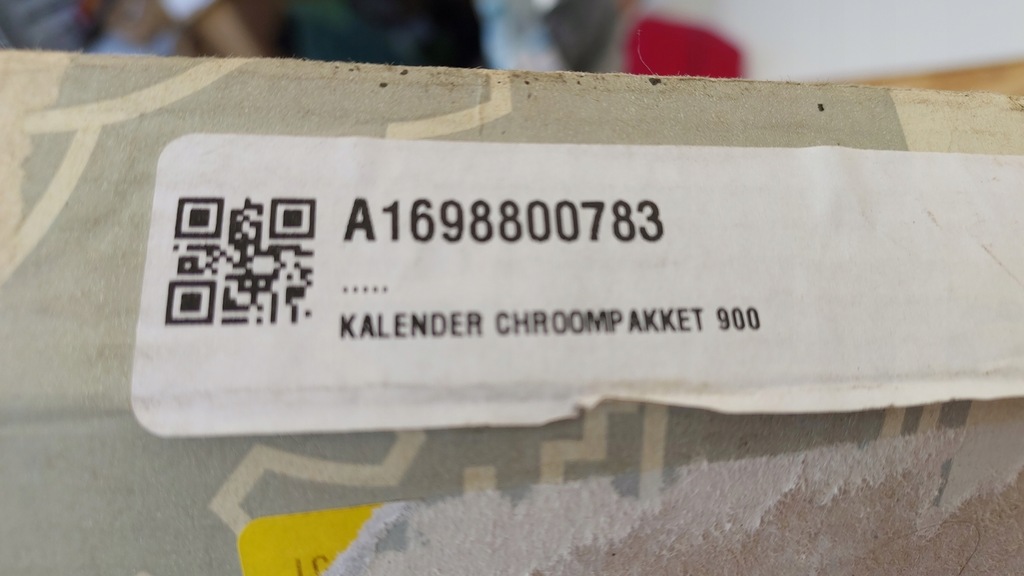 A1698800783
.....
KALENDER CHROOMPAKKET 900